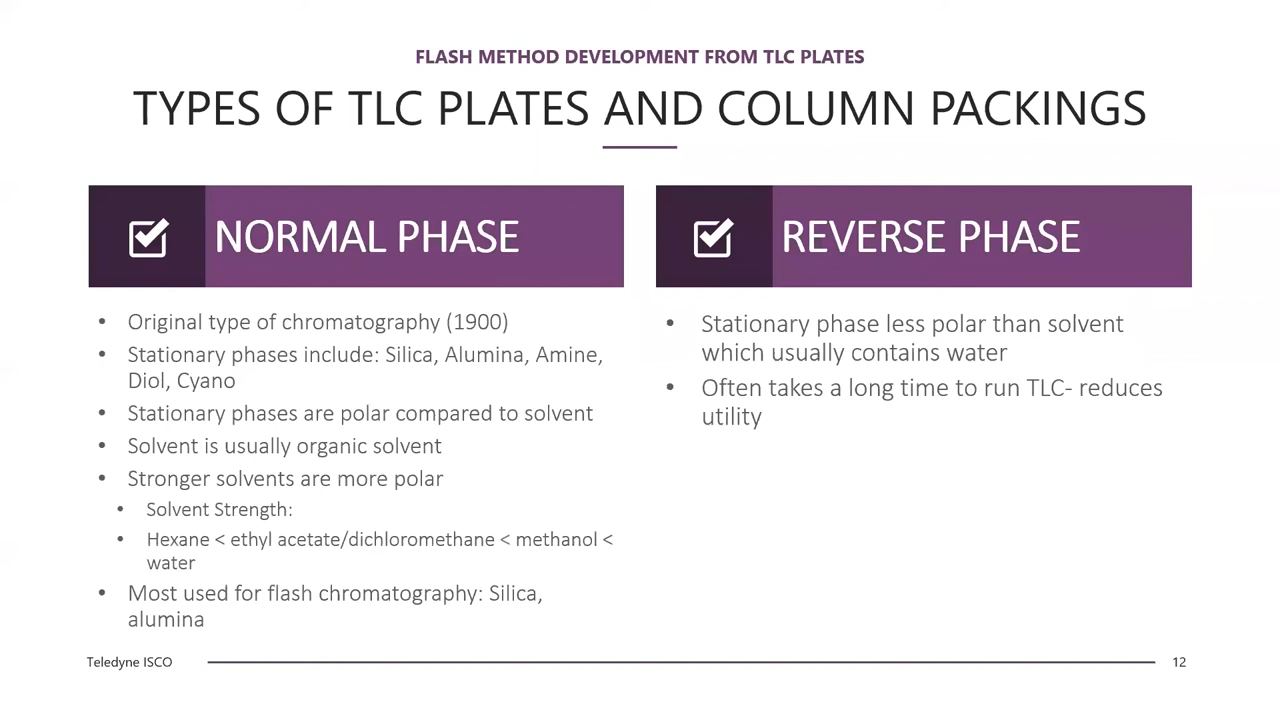 FLASH METHOD DEVELOPMENT FROM TLC PLATES
TYPES OF TLC PLATES AND COLUMN PACKINGS
NORMAL PHASE
• Original type of chromatography (1900)
• Stationary phases include: Silica, Alumina, Amine,
Diol, Cyano
• Stationary phases are polar compared to solvent
• Solvent is usually organic solvent
• Stronger solvents are more polar
• Solvent Strength:
• Hexane < ethyl acetate/dichloromethane < methanol <
water
• Most used for flash chromatography: Silica,
alumina
REVERSE PHASE
• Stationary phase less polar than solvent
which usually contains water
• Often takes a long time to run TLC- reduces
utility
Teledyne ISCO
12